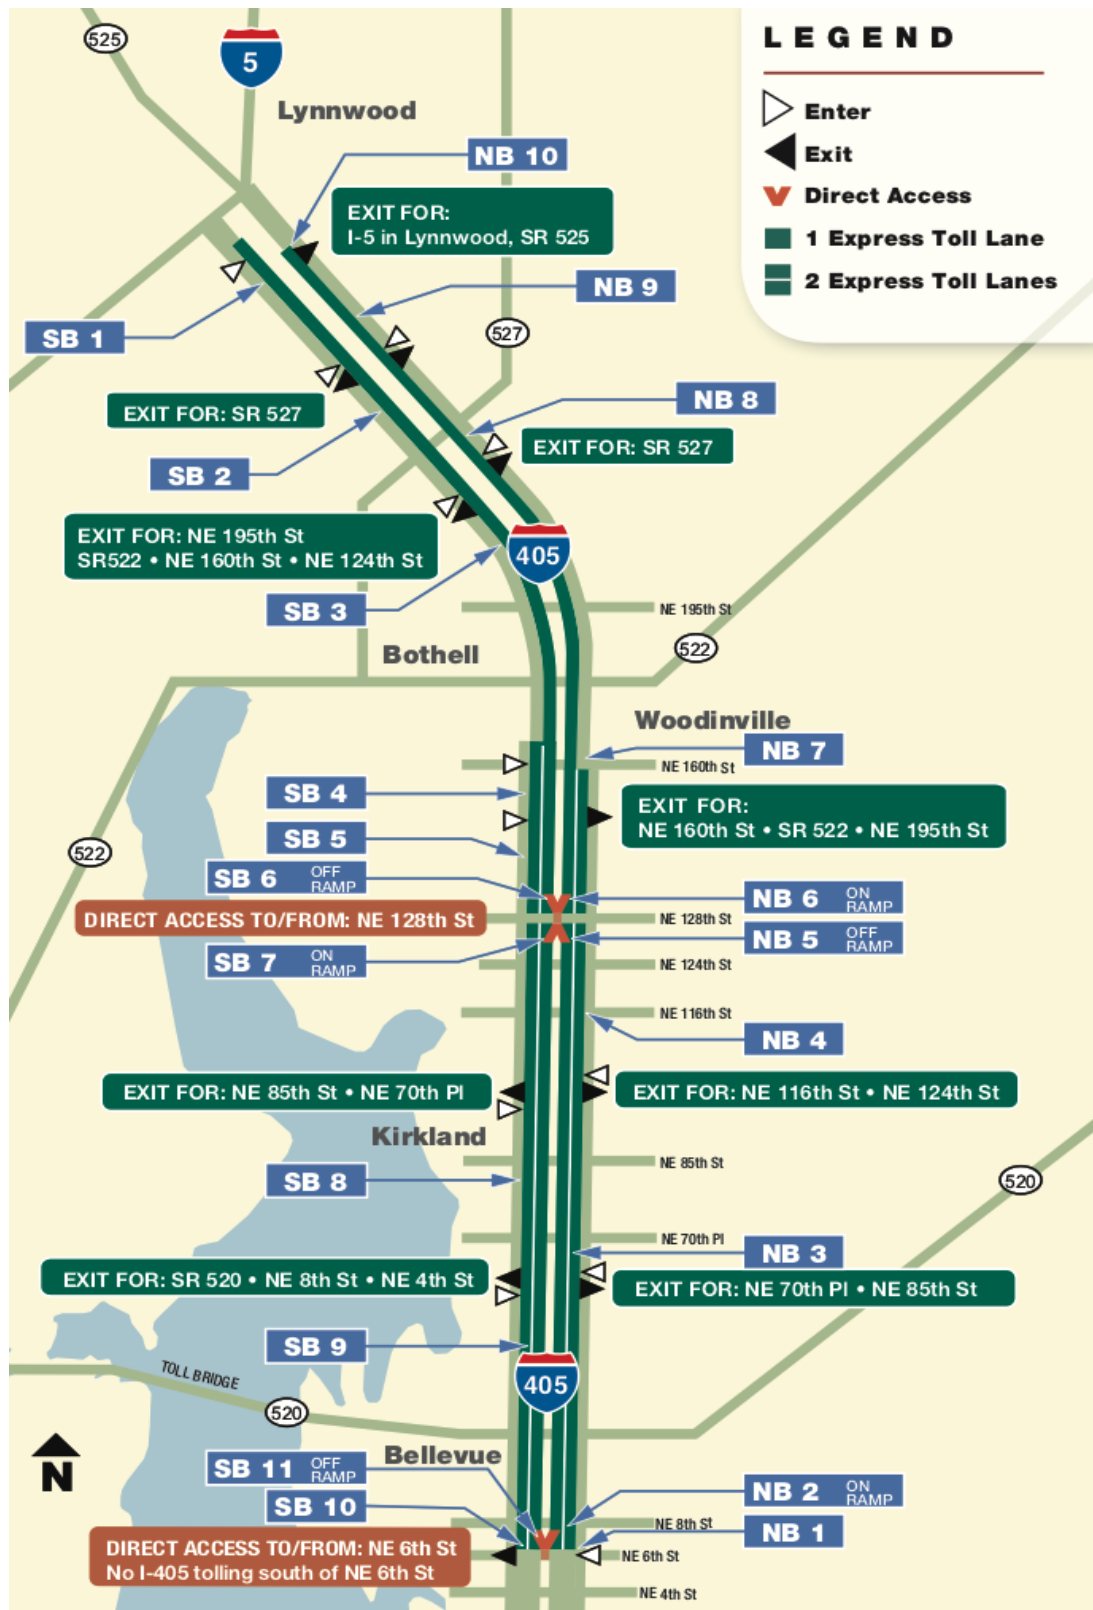 LEGEND
Enter
Exit
Direct Access
1 Express Toll Lane
2 Express Toll Lanes
525
5
Lynnwood
NB 10
EXIT FOR:
I-5 in Lynnwood, SR 525
NB 9
SB 1
527
NB 8
EXIT FOR: SR 527
EXIT FOR: SR 527
SB 2
EXIT FOR: NE 195th St
SR522 • NE 160th St • NE 124th St
405
SB 3
NE 195th St
522
Bothell
Woodinville
NB 7
NE 160th St
SB 4
EXIT FOR:
NE 160th St • SR 522 • NE 195th St
SB 5
522
SB 6 OFF RAMP
NB 6 ON RAMP
DIRECT ACCESS TO/FROM: NE 128th St
NE 128th St
NB 5 OFF RAMP
SB 7 ON RAMP
NE 124th St
NE 116th St
NB 4
EXIT FOR: NE 85th St • NE 70th Pl
EXIT FOR: NE 116th St • NE 124th St
Kirkland
NE 85th St
SB 8
520
NE 70th Pl
NB 3
EXIT FOR: SR 520 • NE 8th St • NE 4th St
EXIT FOR: NE 70th Pl • NE 85th St
SB 9
405
TOLL BRIDGE
520
Bellevue
SB 11 OFF RAMP
N
NB 2 ON RAMP
SB 10
NE 8th St
NB 1
DIRECT ACCESS TO/FROM: NE 6th St
No I-405 tolling south of NE 6th St
NE 6th St
NE 4th St